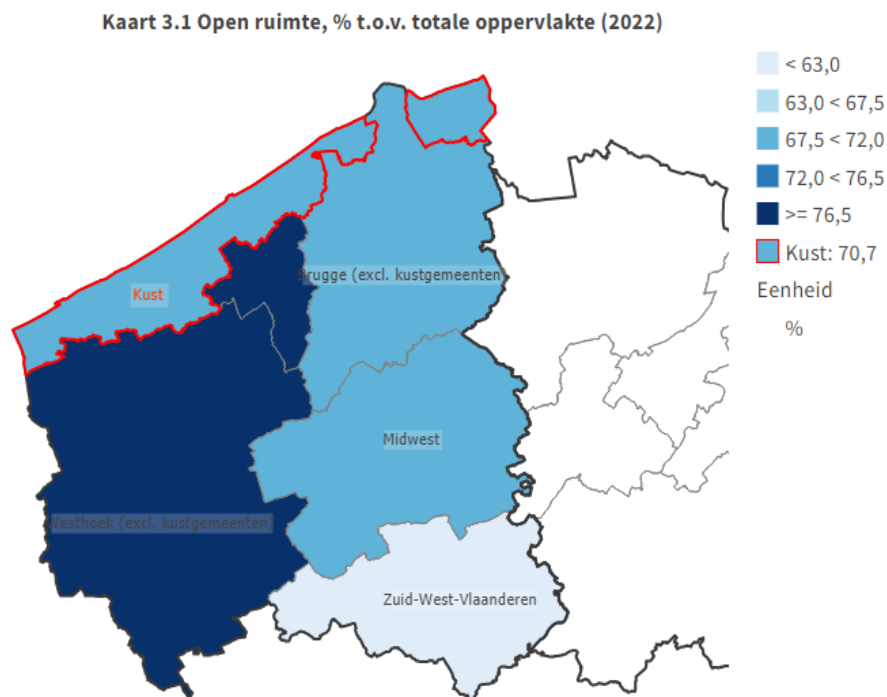 Kaart 3.1 Open ruimte, % t.o.v. totale oppervlakte (2022)
< 63,0
63,0 < 67,5
67,5 < 72,0
72,0 < 76,5
>= 76,5
Kust: 70,7
Eenheid
%
Brugge (excl. kustgemeenten)
Kust
Midwest
Westhoek (excl. kustgemeenten)
Zuid-West-Vlaanderen